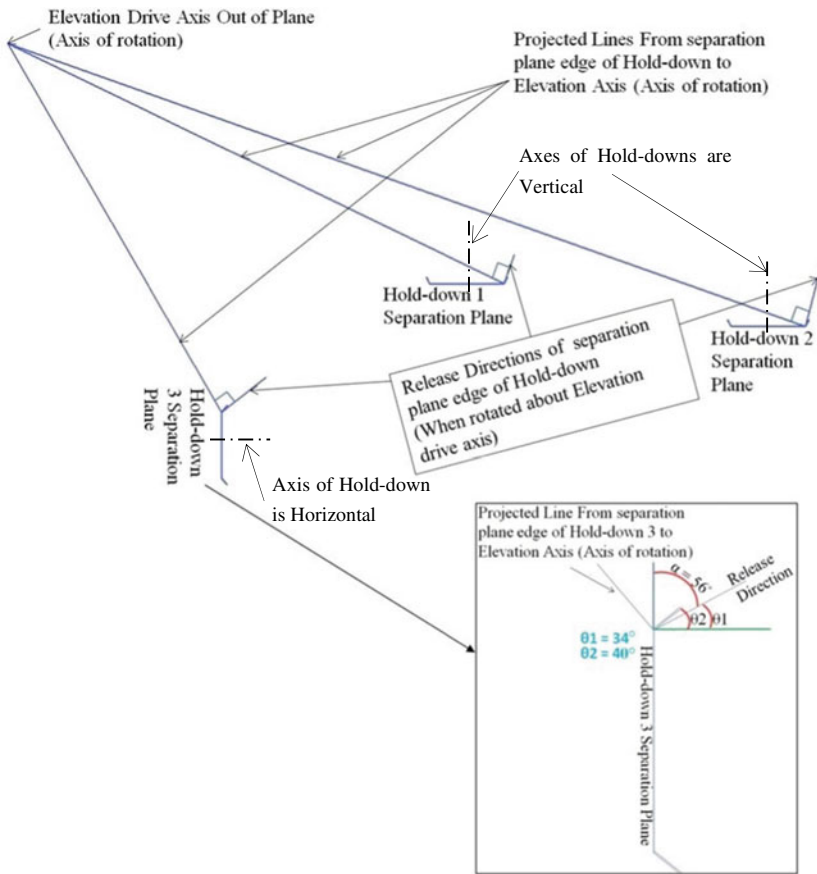 Elevation Drive Axis Out of Plane
(Axis of rotation)
Projected Lines From separation
plane edge of Hold-down to
Elevation Axis (Axis of rotation)
Axes of Hold-downs are
Vertical
Hold-down 1
Separation Plane
Hold-down 2
Separation
Plane
Release Directions of separation
plane edge of Hold-down
(When rotated about Elevation
drive axis)
Hold-down
3 Separation
Plane
Axis of Hold-down
is Horizontal
Projected Line From separation
plane edge of Hold-down 3 to
Elevation Axis (Axis of rotation)
α = 56°
Release
Direction
θ2
θ1
θ1 = 34°
θ2 = 40°
Hold-down 3 Separation Plane